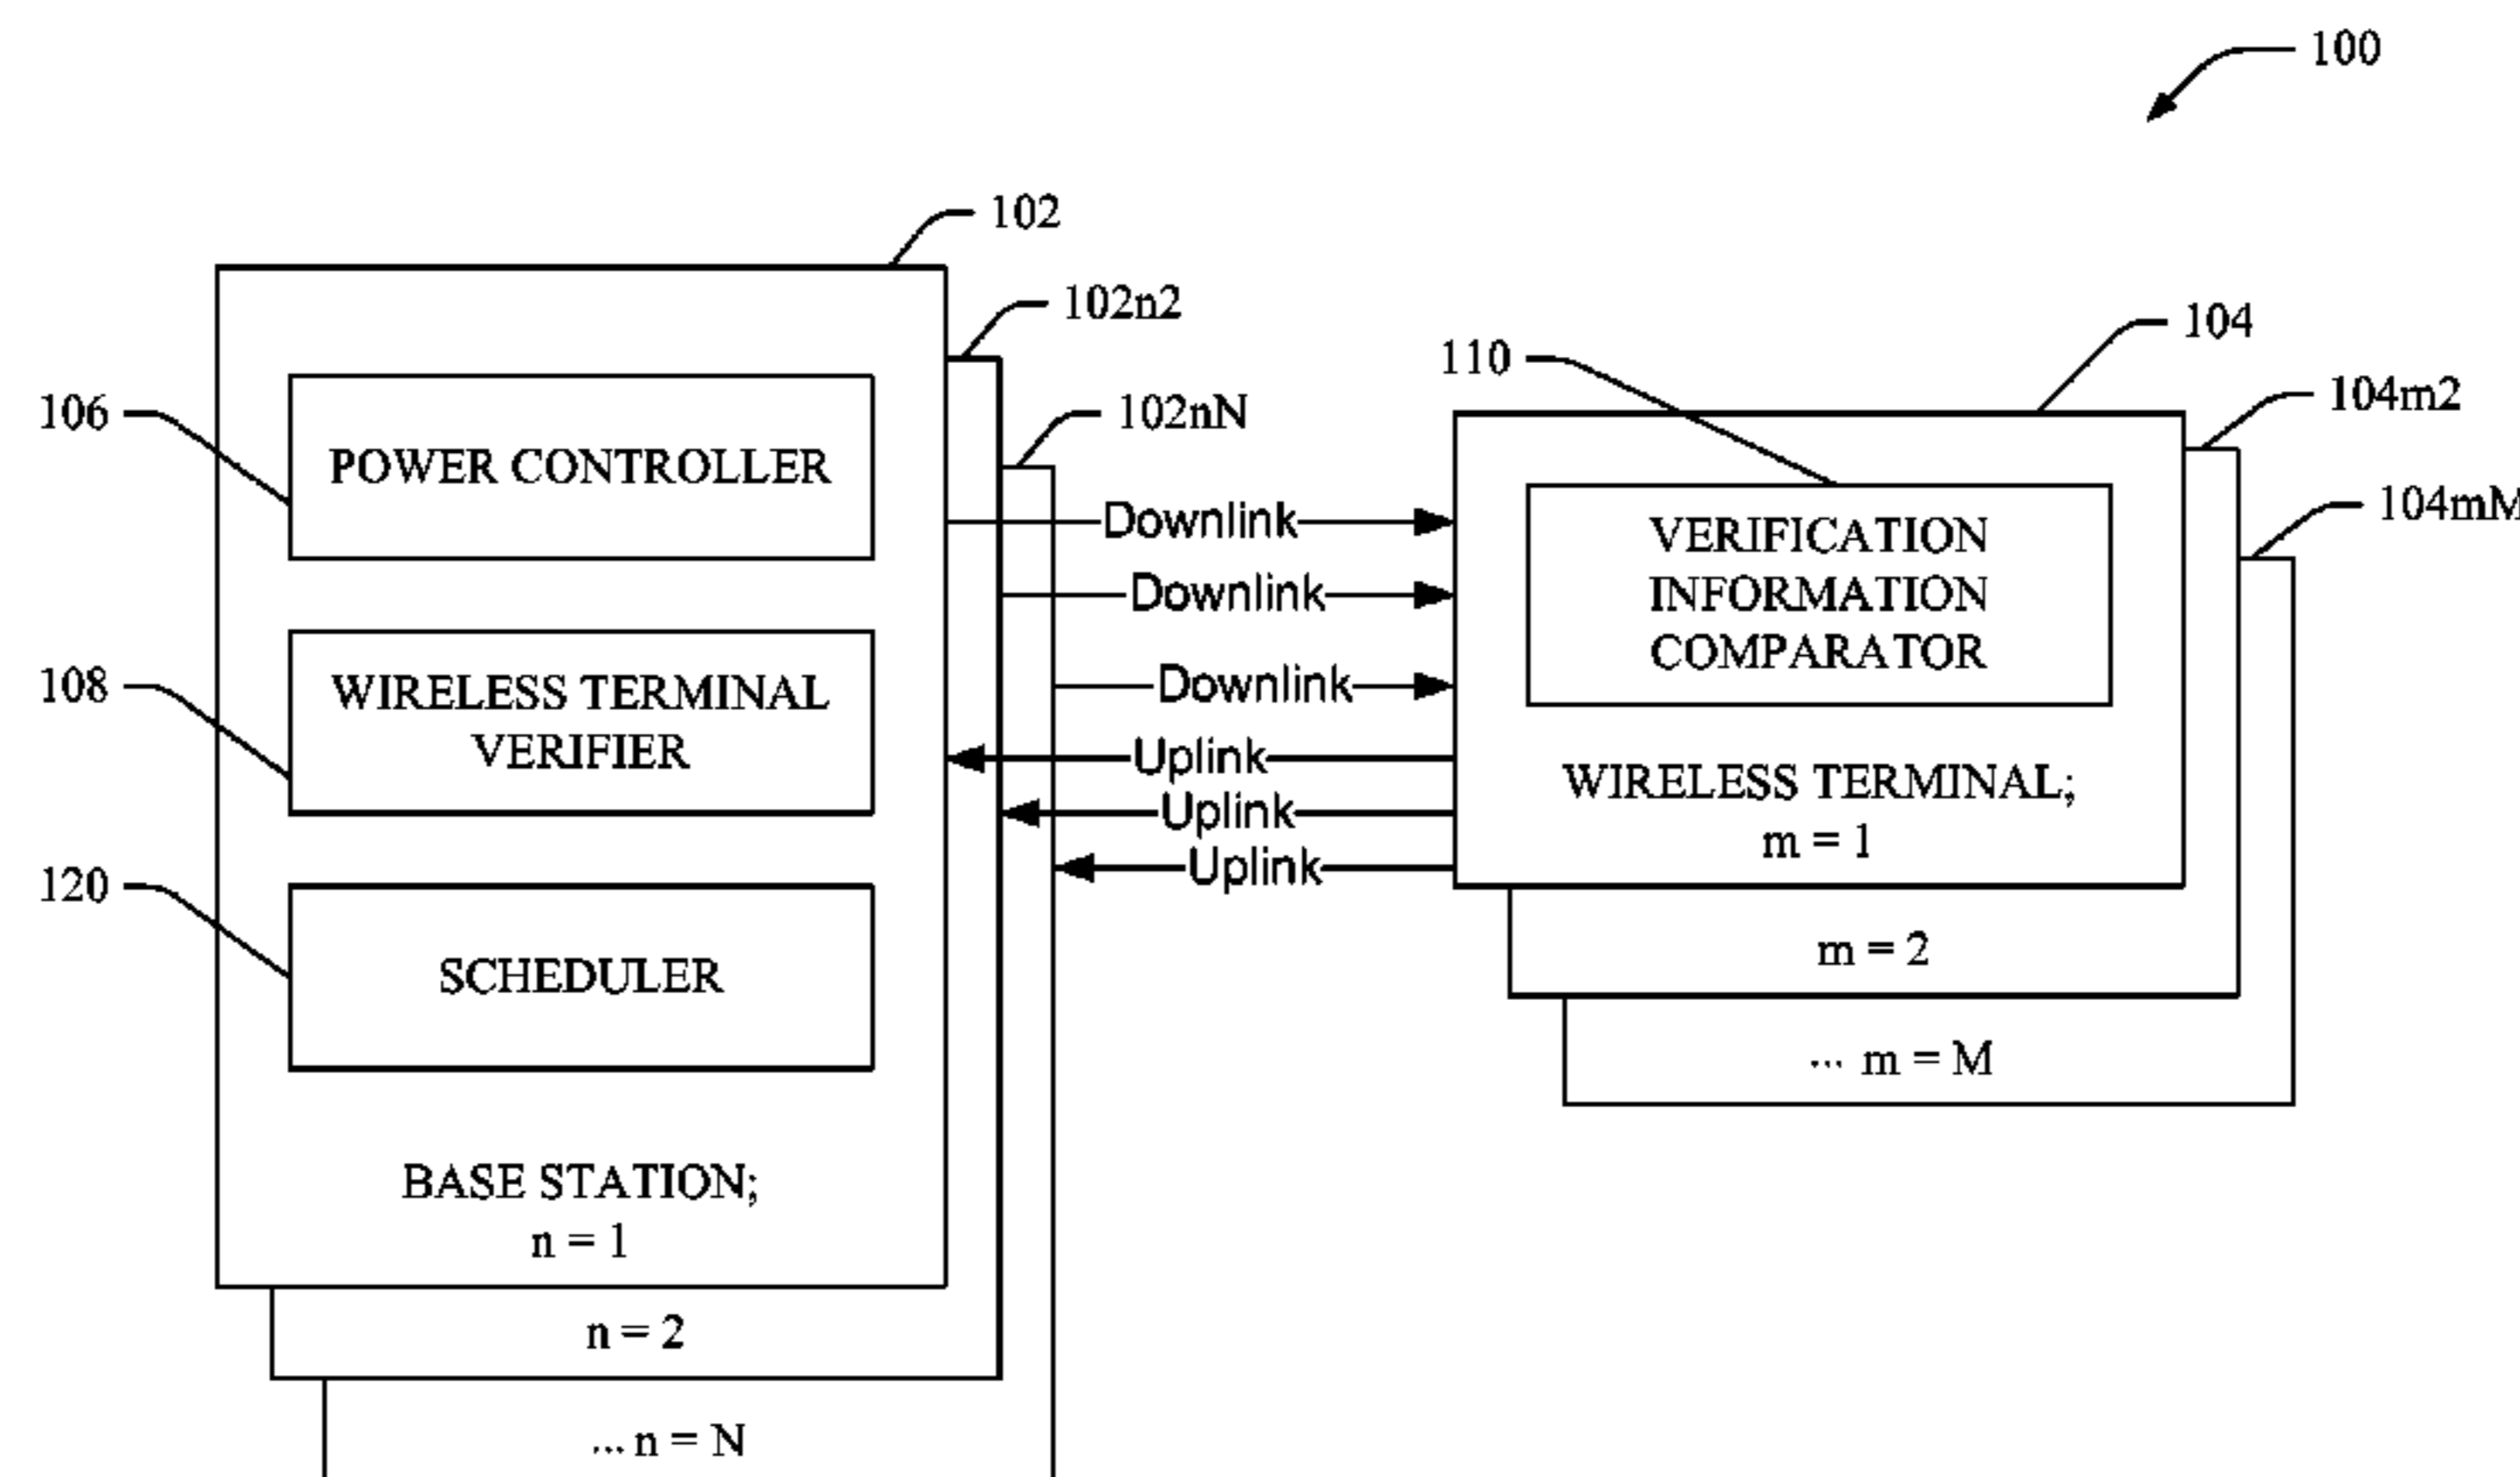 100
102
102n2
104
110
104m2
106
102nN
POWER CONTROLLER
104mM
Downlink
VERIFICATION
INFORMATION
COMPARATOR
Downlink
108
WIRELESS TERMINAL
VERIFIER
Downlink
Uplink
WIRELESS TERMINAL;
m = 1
Uplink
Uplink
120
SCHEDULER
m = 2
... m = M
BASE STATION;
n = 1
n = 2
... n = N